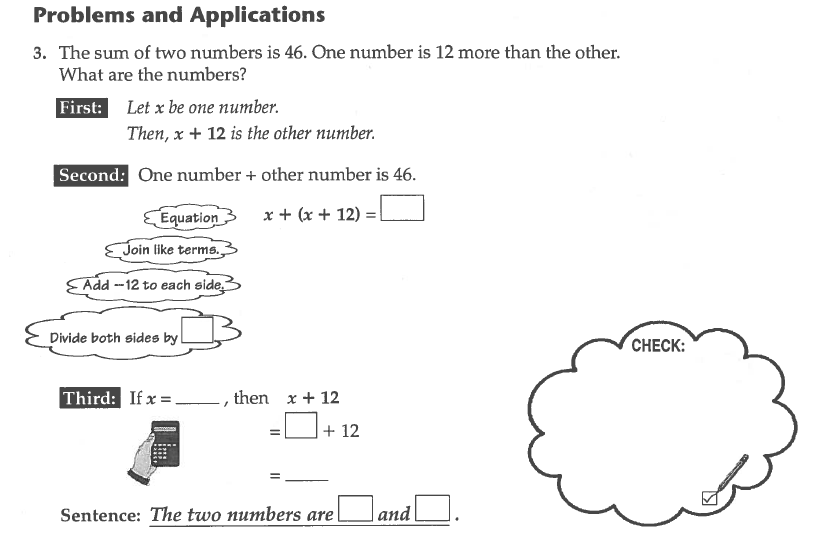 Problems and Applications
3. The sum of two numbers is 46. One number is 12 more than the other.
What are the numbers?
First: Let x be one number.
Then, x + 12 is the other number.
Second: One number + other number is 46.
Equation x + (x + 12) =
Join like terms.
Add −12 to each side.
Divide both sides by
CHECK:
Third: If x = _____ , then x + 12
= + 12
= _____
Sentence: The two numbers are and .